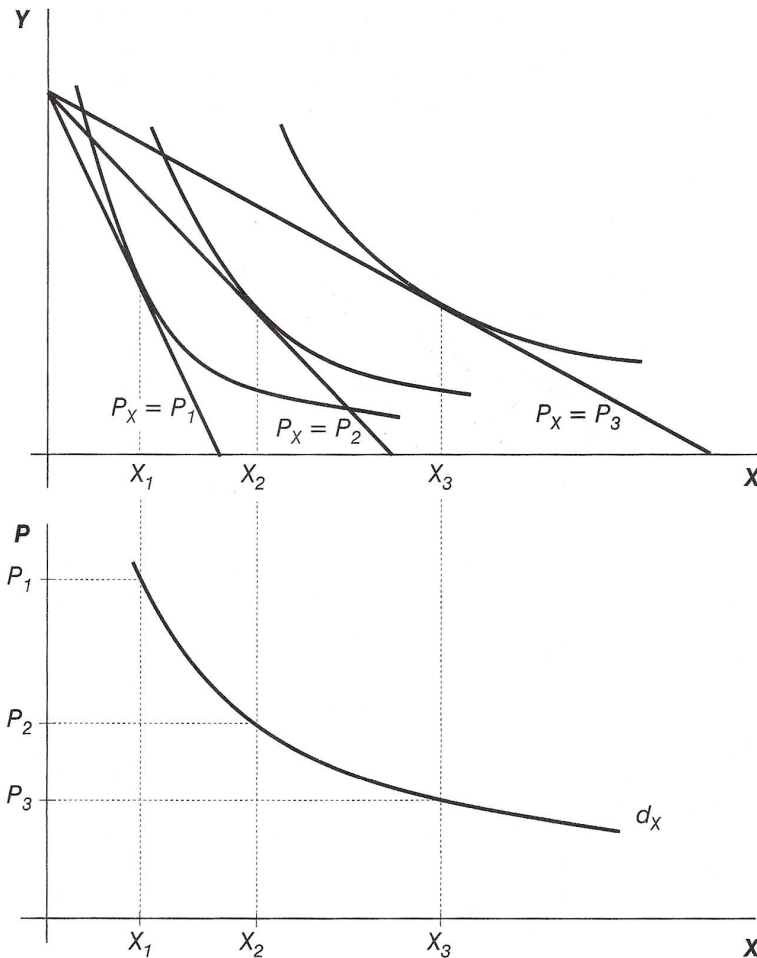 Y
P_X = P_1
P_X = P_2
P_X = P_3
X_1 X_2 X_3 X
P
P_1
P_2
P_3
d_X
X_1 X_2 X_3 X